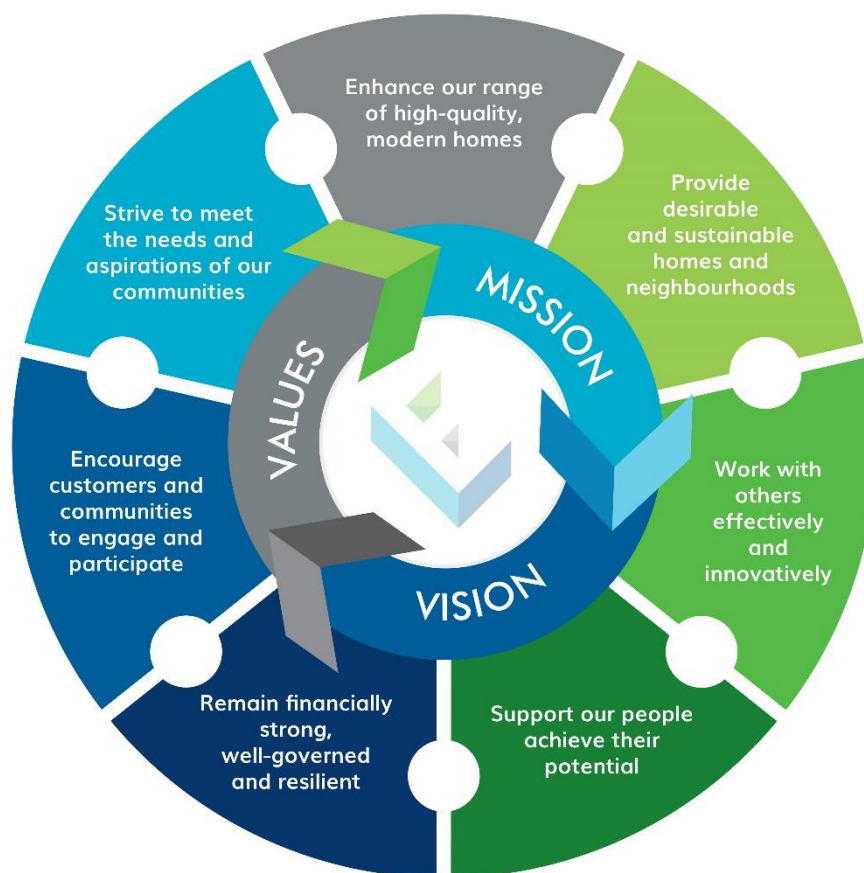 Enhance our range
of high-quality,
modern homes
Provide
desirable
and sustainable
homes and
neighbourhoods
Work with
others
effectively
and
innovatively
Support our people
achieve their
potential
Remain financially
strong,
well-governed
and resilient
Encourage
customers and
communities
to engage and
participate
Strive to meet
the needs and
aspirations of our
communities
MISSION
VISION
VALUES